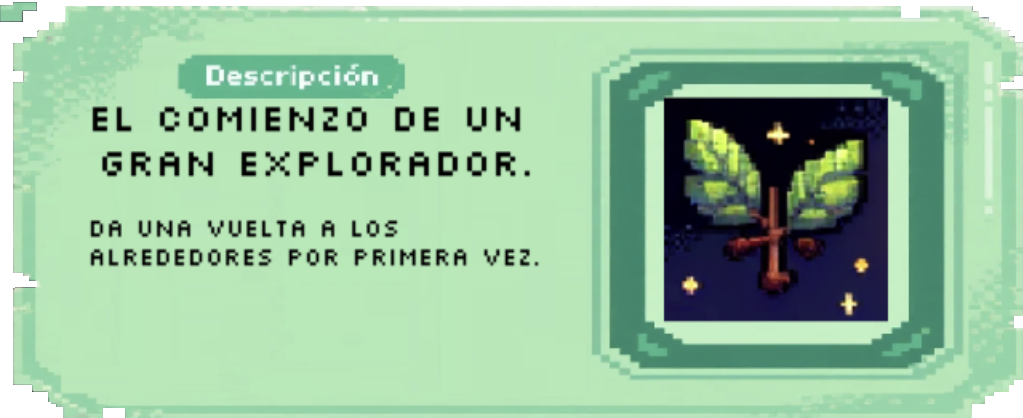 Descripción
EL COMIENZO DE UN
GRAN EXPLORADOR.
DA UNA VUELTA A LOS
ALREDEDORES POR PRIMERA VEZ.